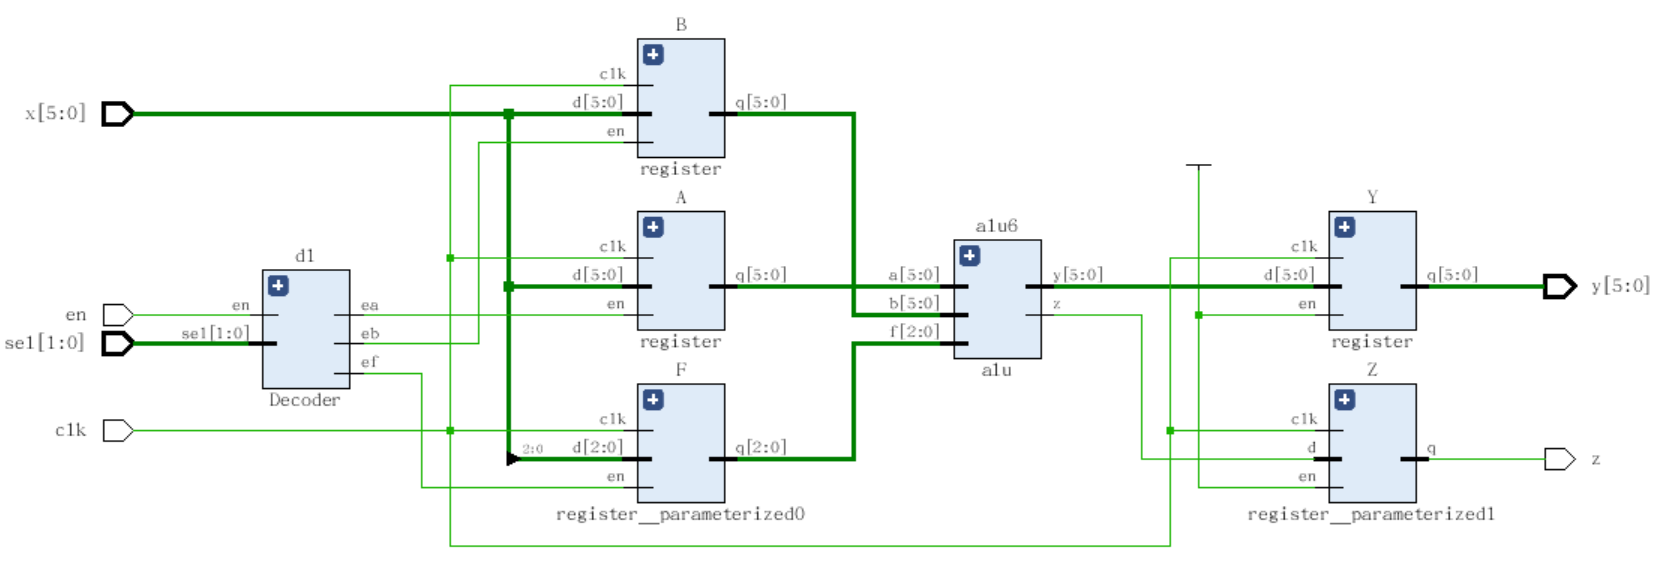 B
clk
x[5:0]
d[5:0]
q[5:0]
en
register
A
Y
alu6
clk
clk
d1
d[5:0]
q[5:0]
a[5:0]
y[5:0]
d[5:0]
q[5:0]
y[5:0]
en
en
ea
en
b[5:0]
z
en
sel[1:0]
sel[1:0]
eb
f[2:0]
register
register
ef
F
alu
Z
Decoder
clk
clk
clk
2:0
d[2:0]
q[2:0]
d
q
z
en
en
register__parameterized0
register__parameterized1